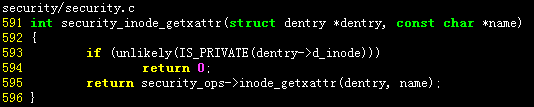 security/security.c
591 int security_inode_getxattr(struct dentry *dentry, const char *name)
592 {
593         if (unlikely(IS_PRIVATE(dentry->d_inode)))
594                 return 0;
595         return security_ops->inode_getxattr(dentry, name);
596 }